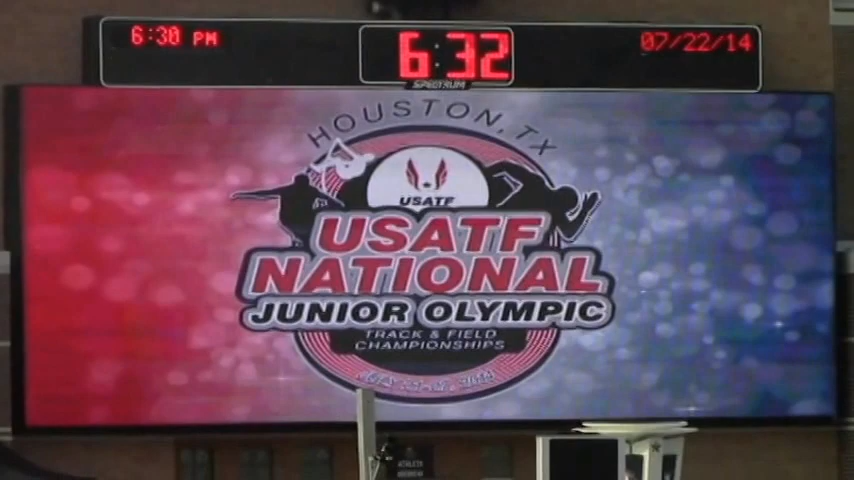 6:30 PM
6:32
07/22/14
SPECTRUM
HOUSTON, TX
USATF
USATF
NATIONAL
JUNIOR OLYMPIC
TRACK & FIELD
CHAMPIONSHIPS